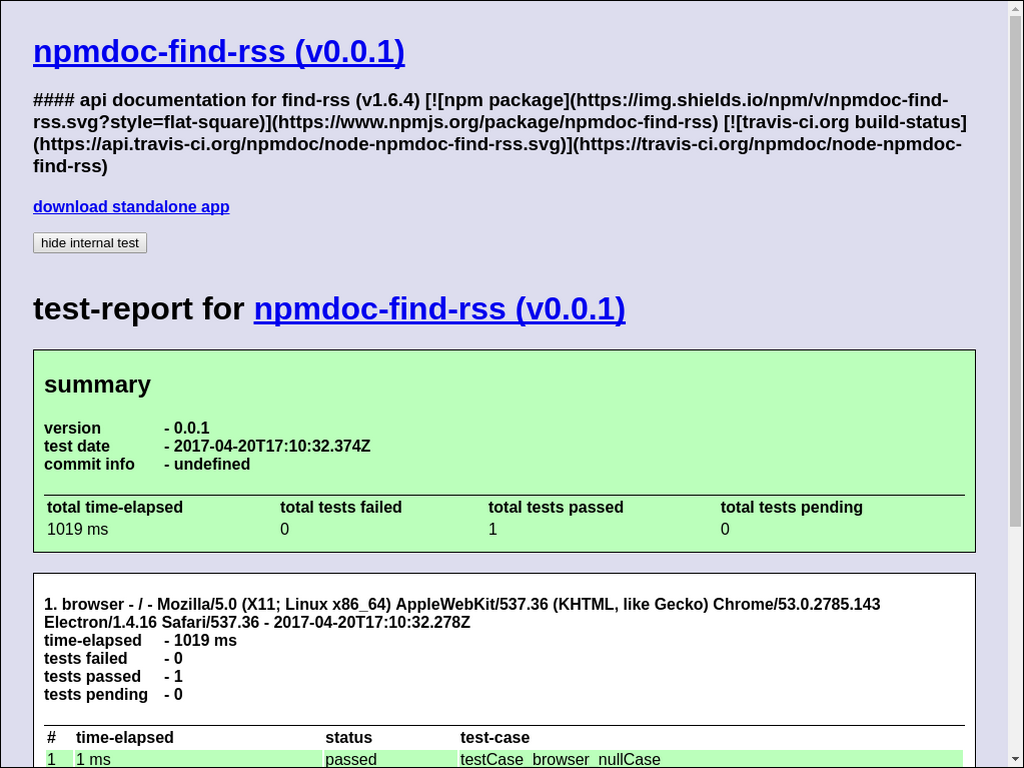 npmdoc-find-rss (v0.0.1)
#### api documentation for find-rss (v1.6.4) [![npm package](https://img.shields.io/npm/v/npmdoc-find-
rss.svg?style=flat-square)](https://www.npmjs.org/package/npmdoc-find-rss) [![travis-ci.org build-status]
(https://api.travis-ci.org/npmdoc/node-npmdoc-find-rss.svg)](https://travis-ci.org/npmdoc/node-npmdoc-
find-rss)
download standalone app
hide internal test
test-report for npmdoc-find-rss (v0.0.1)
summary
version - 0.0.1
test date - 2017-04-20T17:10:32.374Z
commit info - undefined
total time-elapsed total tests failed total tests passed total tests pending
1019 ms 0 1 0
1. browser - / - Mozilla/5.0 (X11; Linux x86_64) AppleWebKit/537.36 (KHTML, like Gecko) Chrome/53.0.2785.143
Electron/1.4.16 Safari/537.36 - 2017-04-20T17:10:32.278Z
time-elapsed - 1019 ms
tests failed - 0
tests passed - 1
tests pending - 0
# time-elapsed status test-case
1 1 ms passed testCase_browser_nullCase